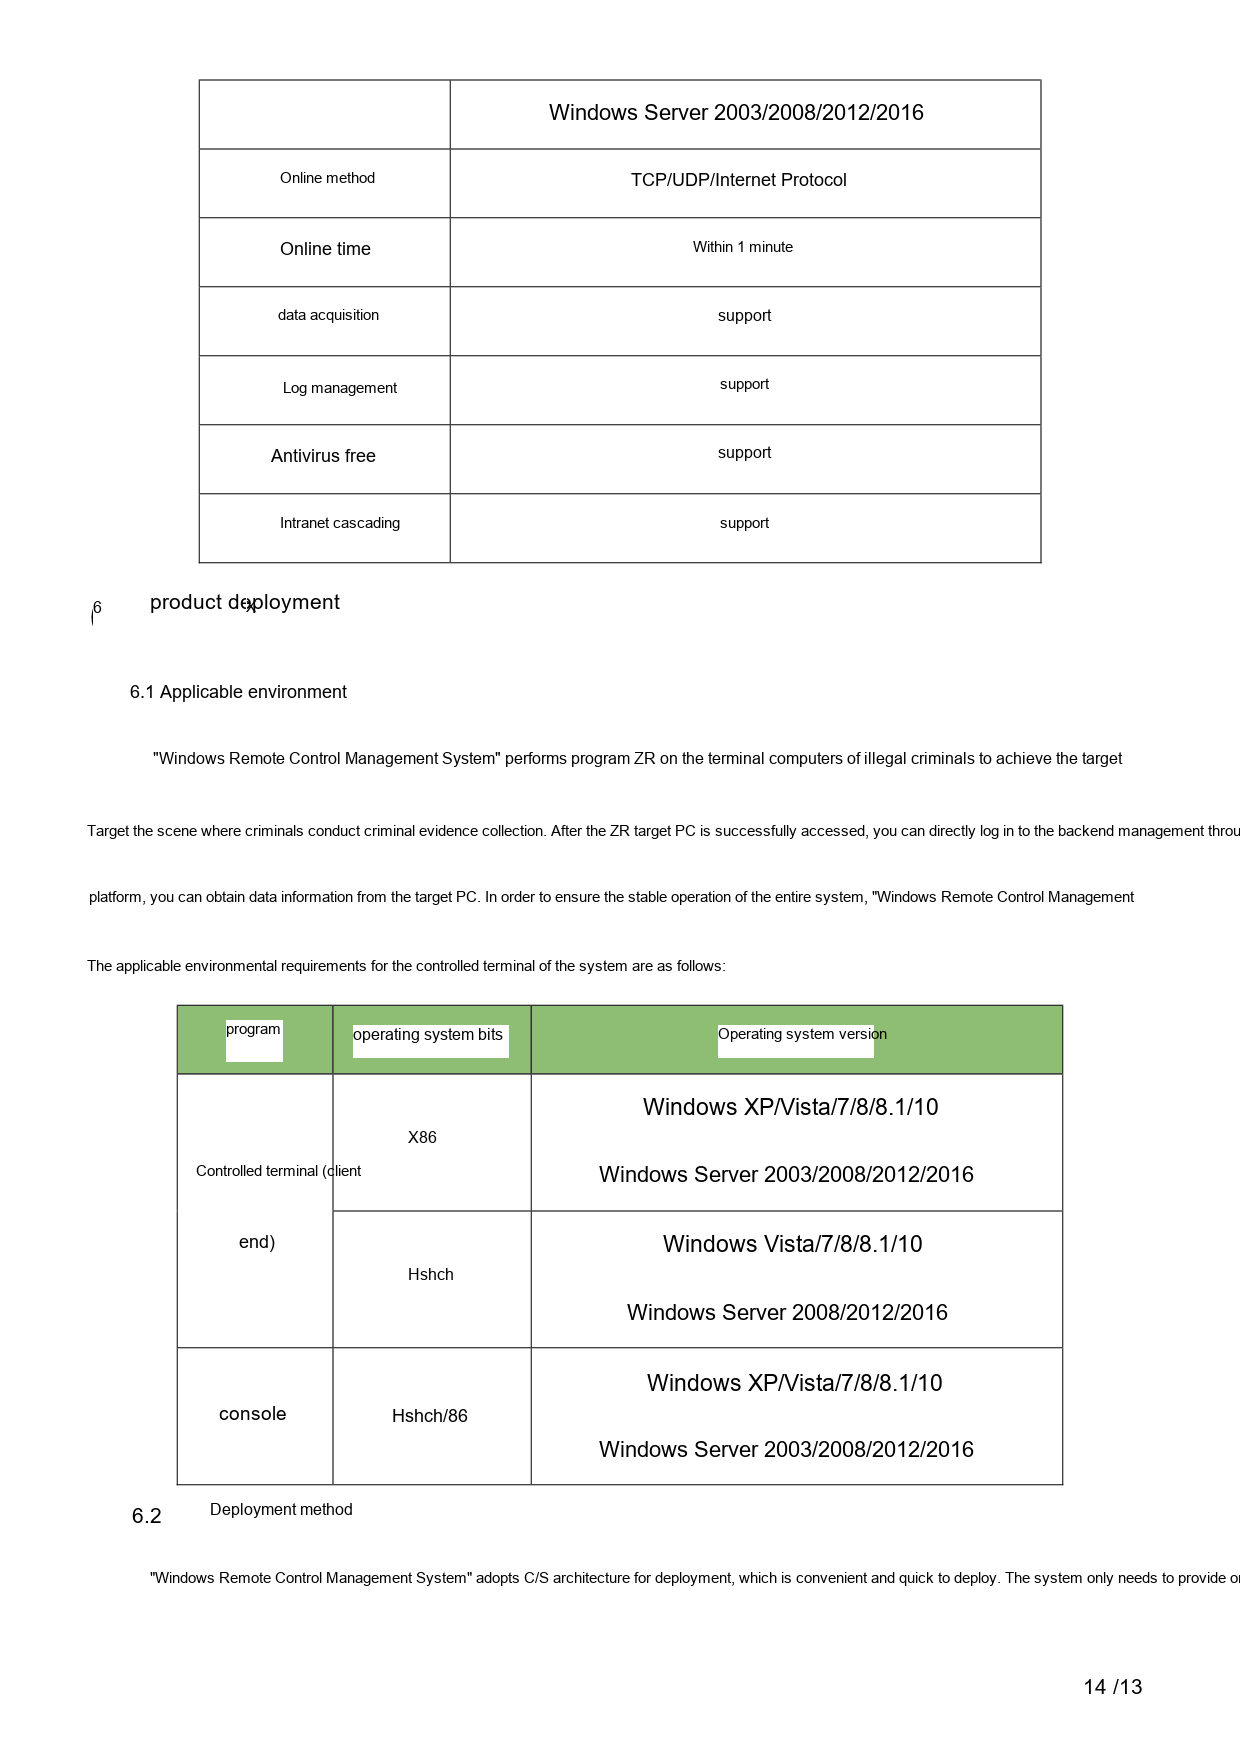 Windows Server 2003/2008/2012/2016
Online method TCP/UDP/Internet Protocol
Online time Within 1 minute
data acquisition support
Log management support
Antivirus free support
Intranet cascading support
6 product deployment
6.1 Applicable environment
"Windows Remote Control Management System" performs program ZR on the terminal computers of illegal criminals to achieve the target
Target the scene where criminals conduct criminal evidence collection. After the ZR target PC is successfully accessed, you can directly log in to the backend management throu
platform, you can obtain data information from the target PC. In order to ensure the stable operation of the entire system, "Windows Remote Control Management
The applicable environmental requirements for the controlled terminal of the system are as follows:
program operating system bits Operating system version
Controlled terminal (client
end)
X86
Windows XP/Vista/7/8/8.1/10
Windows Server 2003/2008/2012/2016
Hshch
Windows Vista/7/8/8.1/10
Windows Server 2008/2012/2016
console
Hshch/86
Windows XP/Vista/7/8/8.1/10
Windows Server 2003/2008/2012/2016
6.2 Deployment method
"Windows Remote Control Management System" adopts C/S architecture for deployment, which is convenient and quick to deploy. The system only needs to provide
14 /13